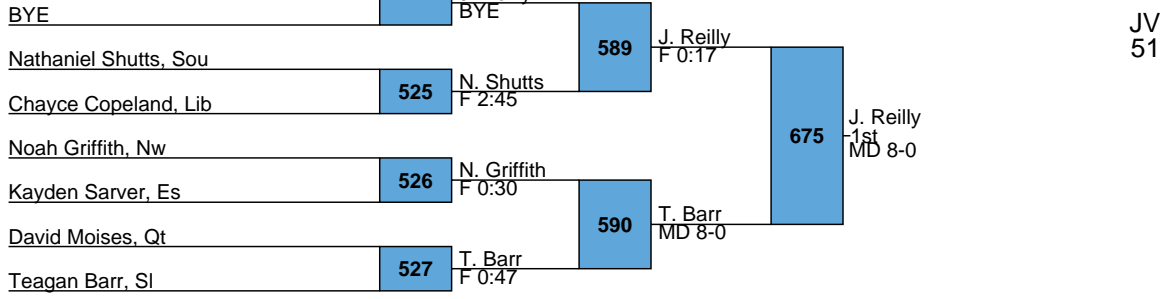 BYE
BYE
JV
51
589
J. Reilly
F 0:17
Nathaniel Shutts, Sou
525
N. Shutts
F 2:45
Chayce Copeland, Lib
675
J. Reilly
1st
MD 8-0
Noah Griffith, Nw
526
N. Griffith
F 0:30
Kayden Sarver, Es
590
T. Barr
MD 8-0
David Moises, Qt
527
T. Barr
F 0:47
Teagan Barr, Sl